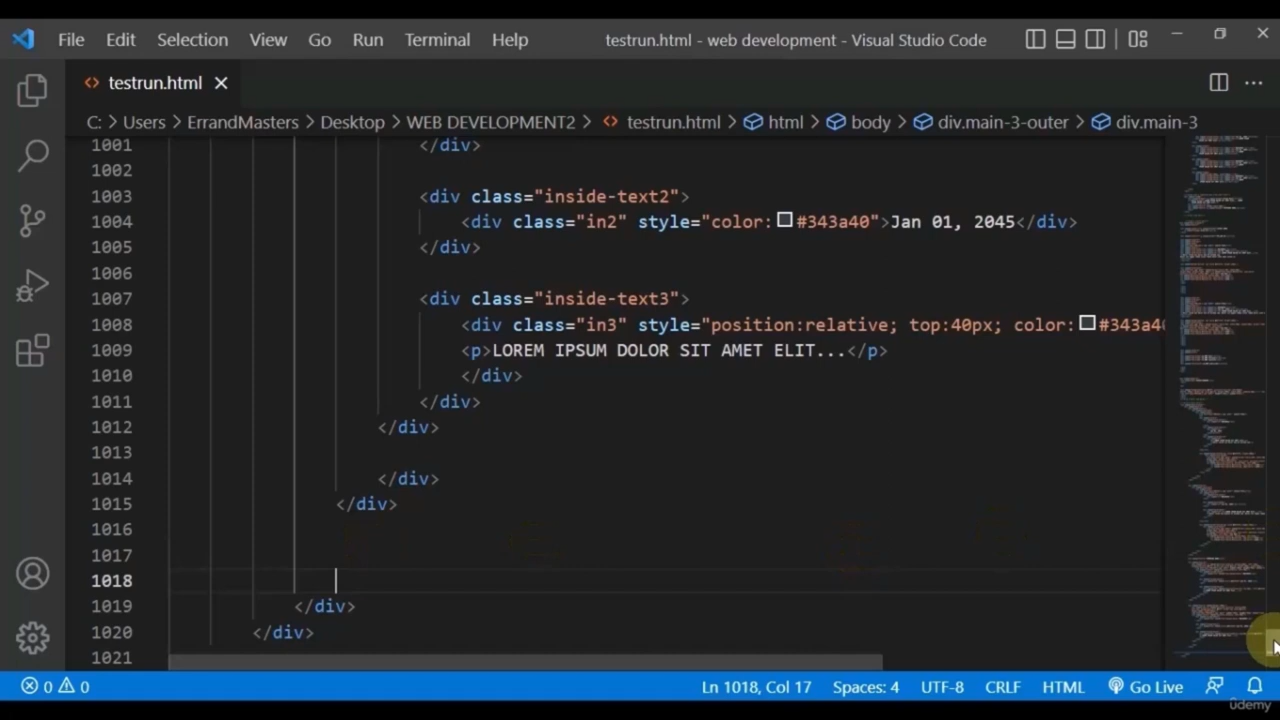 File Edit Selection View Go Run Terminal Help testrun.html - web development - Visual Studio Code
testrun.html
C: > Users > ErrandMasters > Desktop > WEB DEVELOPMENT2 > testrun.html > html > body > div.main-3-outer > div.main-3
1001 </div>
1002
1003 <div class="inside-text2">
1004 <div class="in2" style="color:#343a40">Jan 01, 2045</div>
1005 </div>
1006
1007 <div class="inside-text3">
1008 <div class="in3" style="position:relative; top:40px; color:#343a40
1009 <p>LOREM IPSUM DOLOR SIT AMET ELIT...</p>
1010 </div>
1011 </div>
1012 </div>
1013
1014 </div>
1015 </div>
1016
1017
1018
1019 </div>
1020 </div>
1021
0 0 Ln 1018, Col 17 Spaces: 4 UTF-8 CRLF HTML Go Live
ûdemy